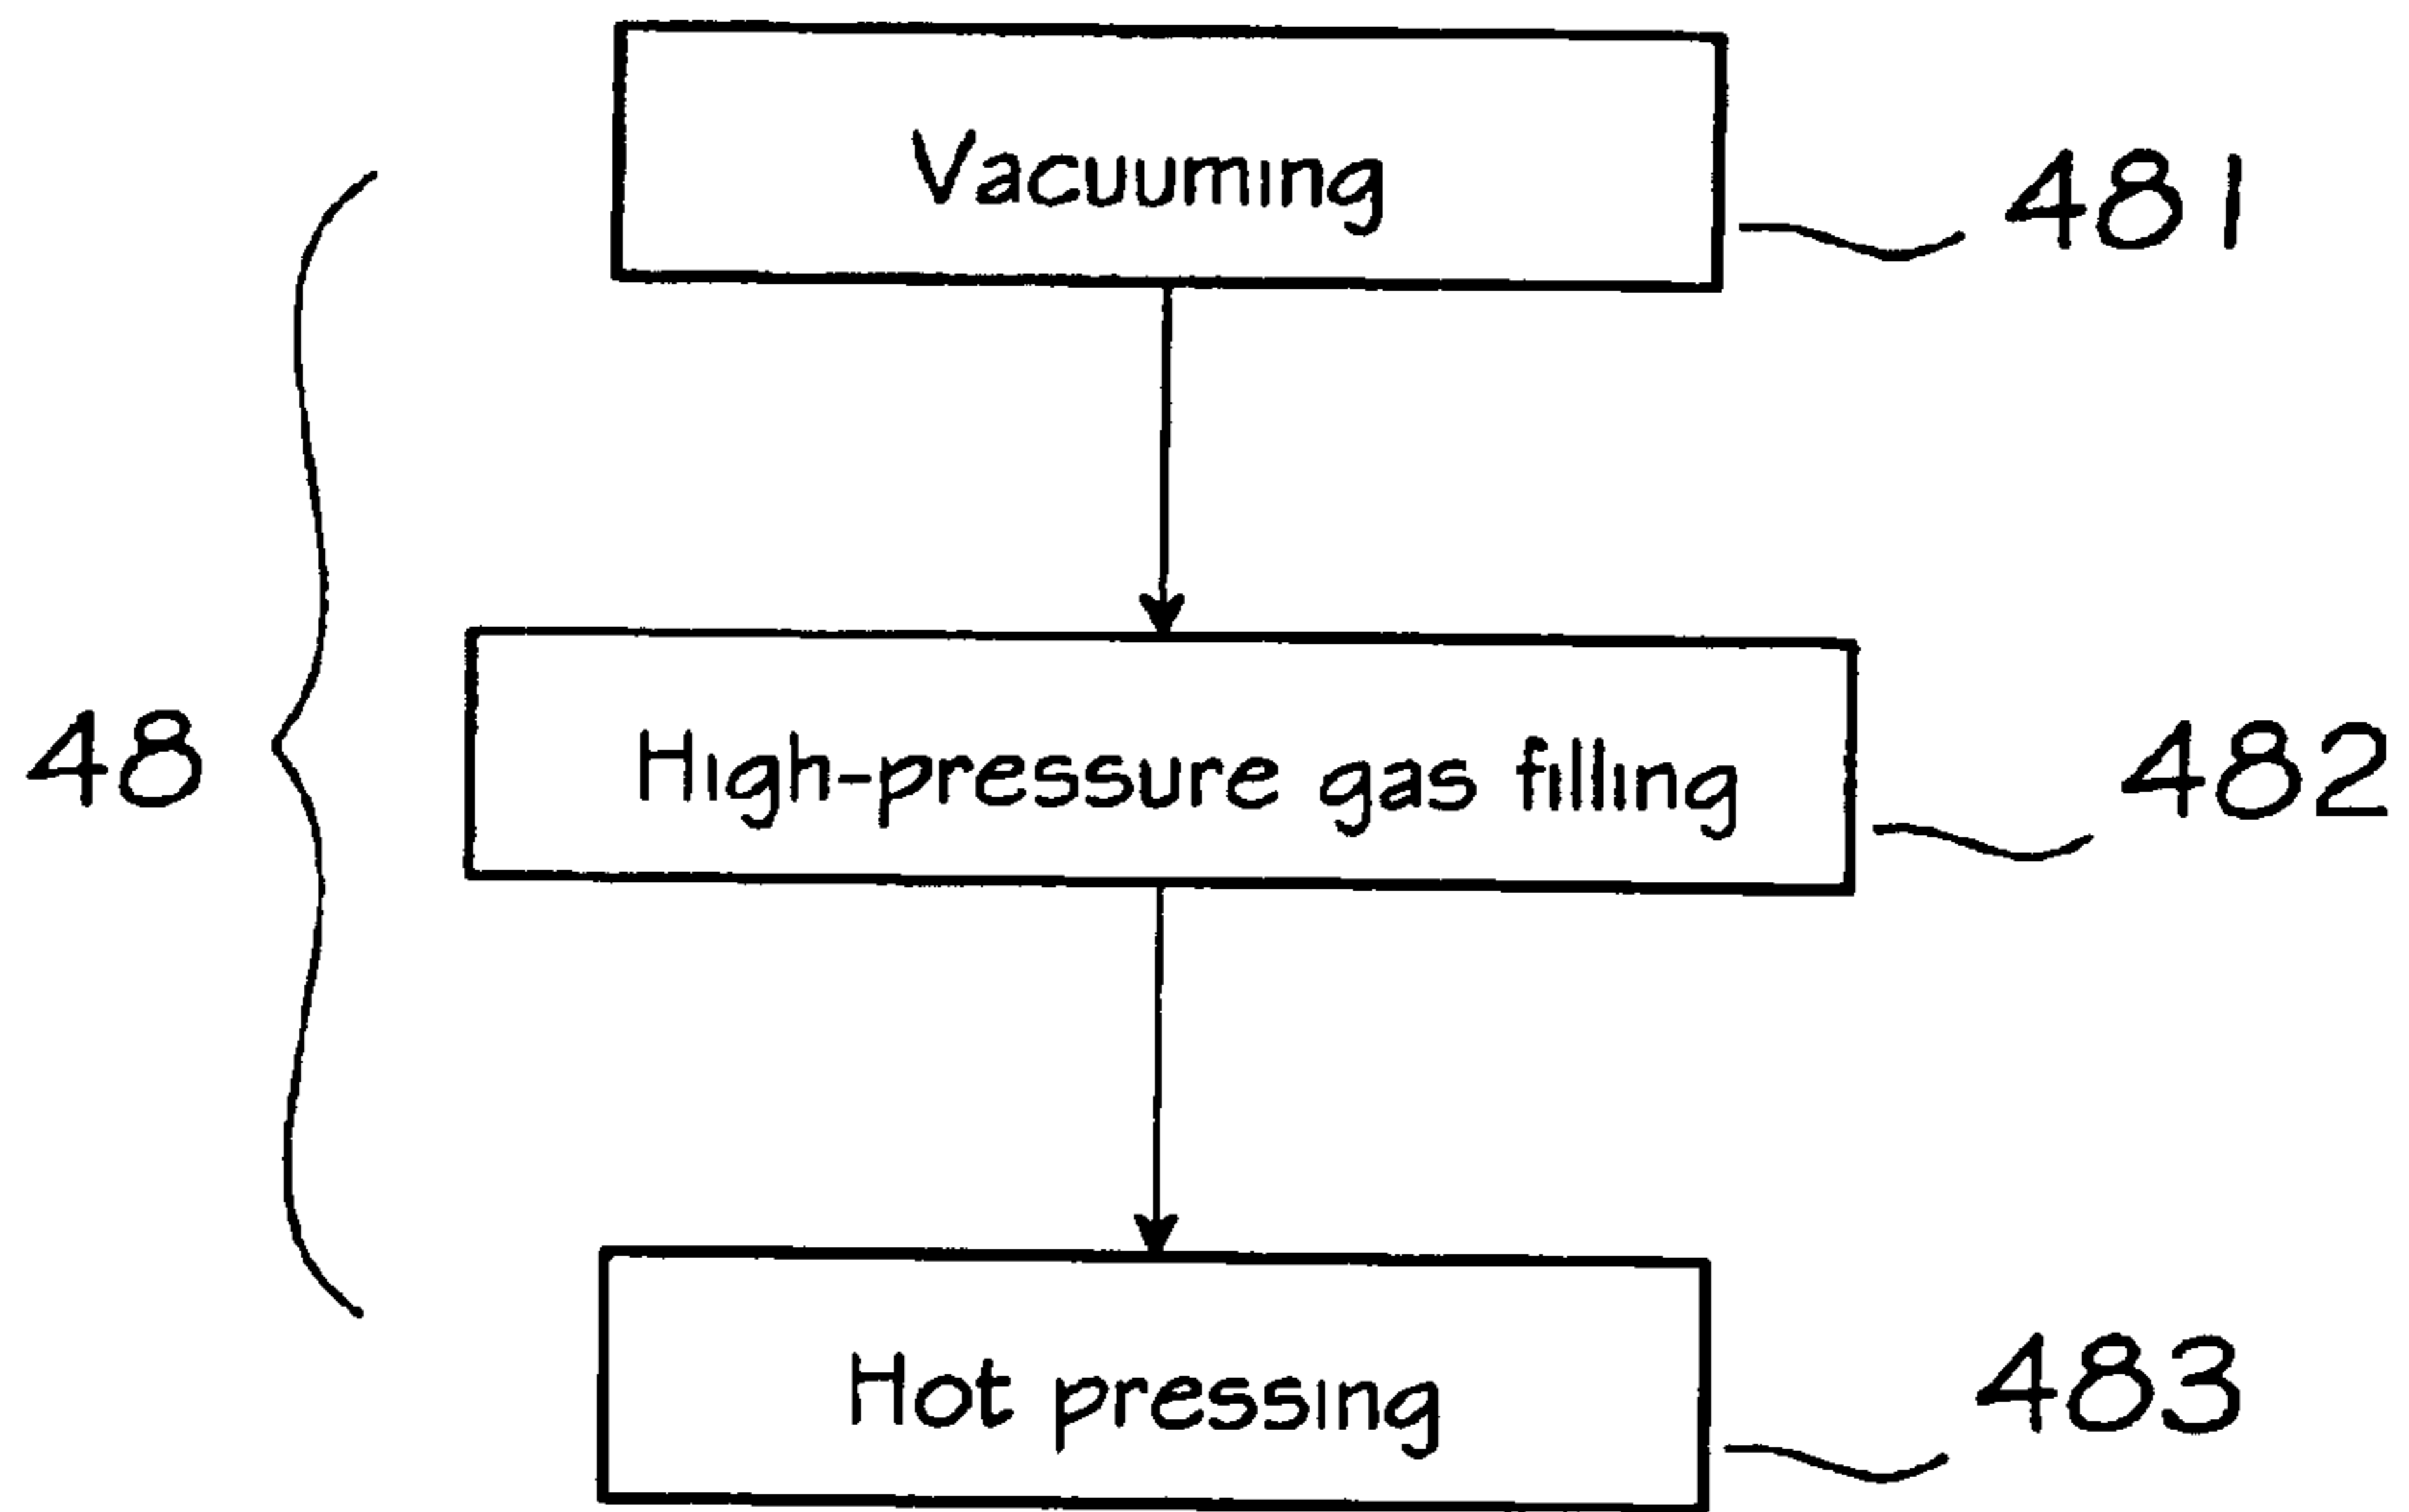 Vacuuming
481
48
High-pressure gas filling
482
Hot pressing
483